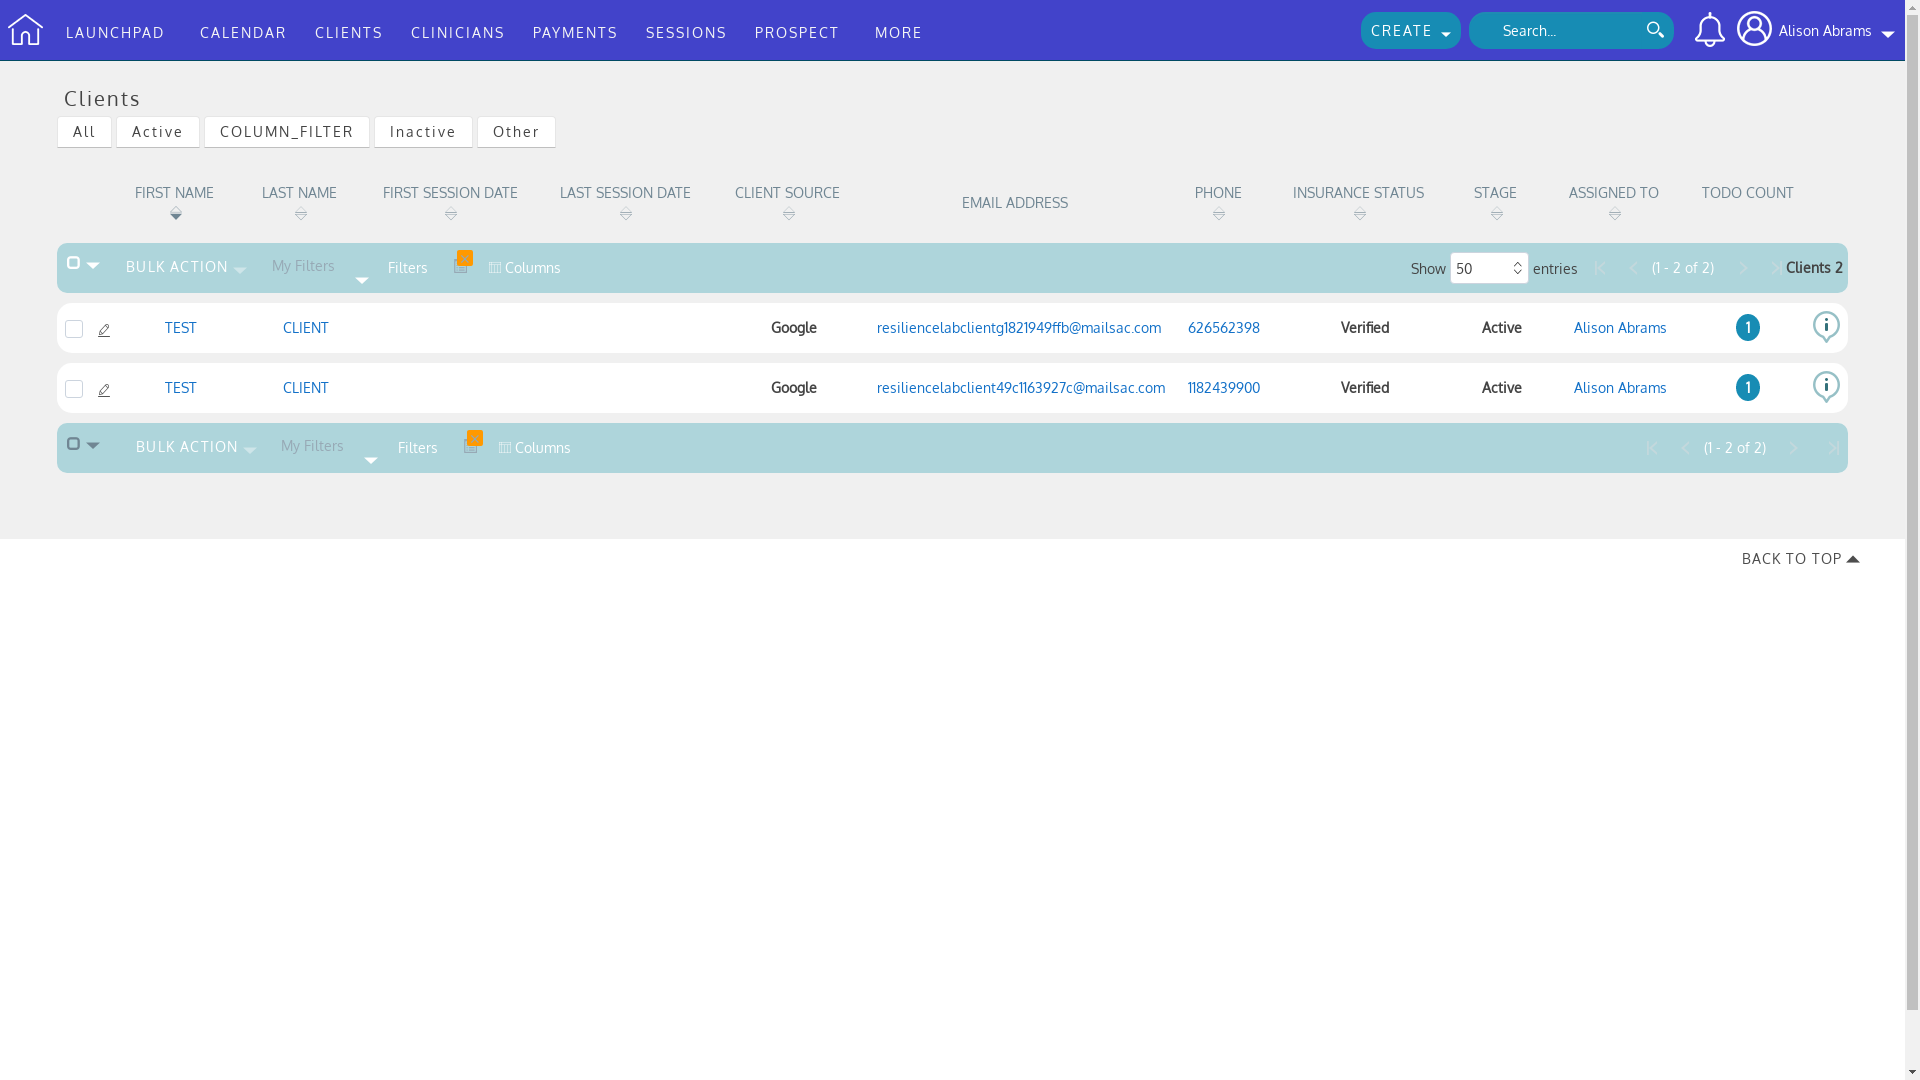 LAUNCHPAD CALENDAR CLIENTS CLINICIANS PAYMENTS SESSIONS PROSPECT MORE CREATE Search... Alison Abrams
Clients
All Active COLUMN_FILTER Inactive Other
FIRST NAME LAST NAME FIRST SESSION DATE LAST SESSION DATE CLIENT SOURCE EMAIL ADDRESS PHONE INSURANCE STATUS STAGE ASSIGNED TO TODO COUNT
BULK ACTION My Filters Filters Columns Show 50 entries (1 - 2 of 2) Clients 2
TEST CLIENT Google resiliencelabclientg1821949ffb@mailsac.com 626562398 Verified Active Alison Abrams 1
TEST CLIENT Google resiliencelabclient49c1163927c@mailsac.com 1182439900 Verified Active Alison Abrams 1
BULK ACTION My Filters Filters Columns (1 - 2 of 2)
BACK TO TOP